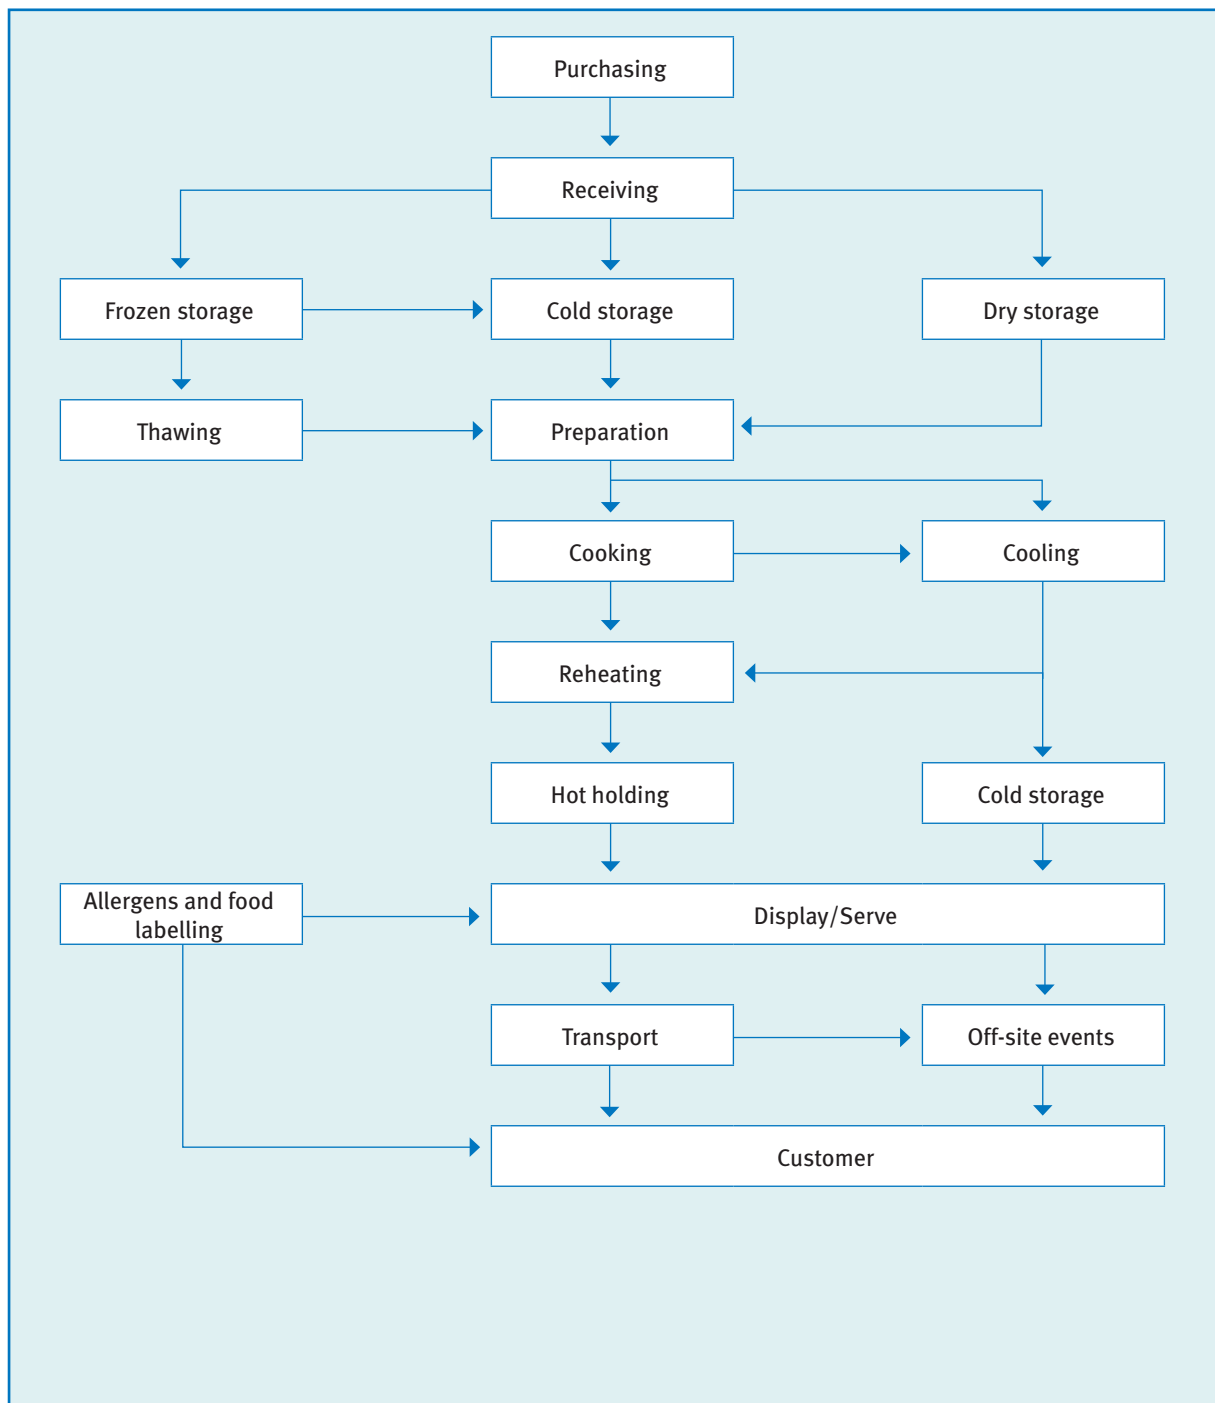 Purchasing
Receiving
Frozen storage
Cold storage
Dry storage
Thawing
Preparation
Cooking
Cooling
Reheating
Hot holding
Cold storage
Allergens and food
labelling
Display/Serve
Transport
Off-site events
Customer